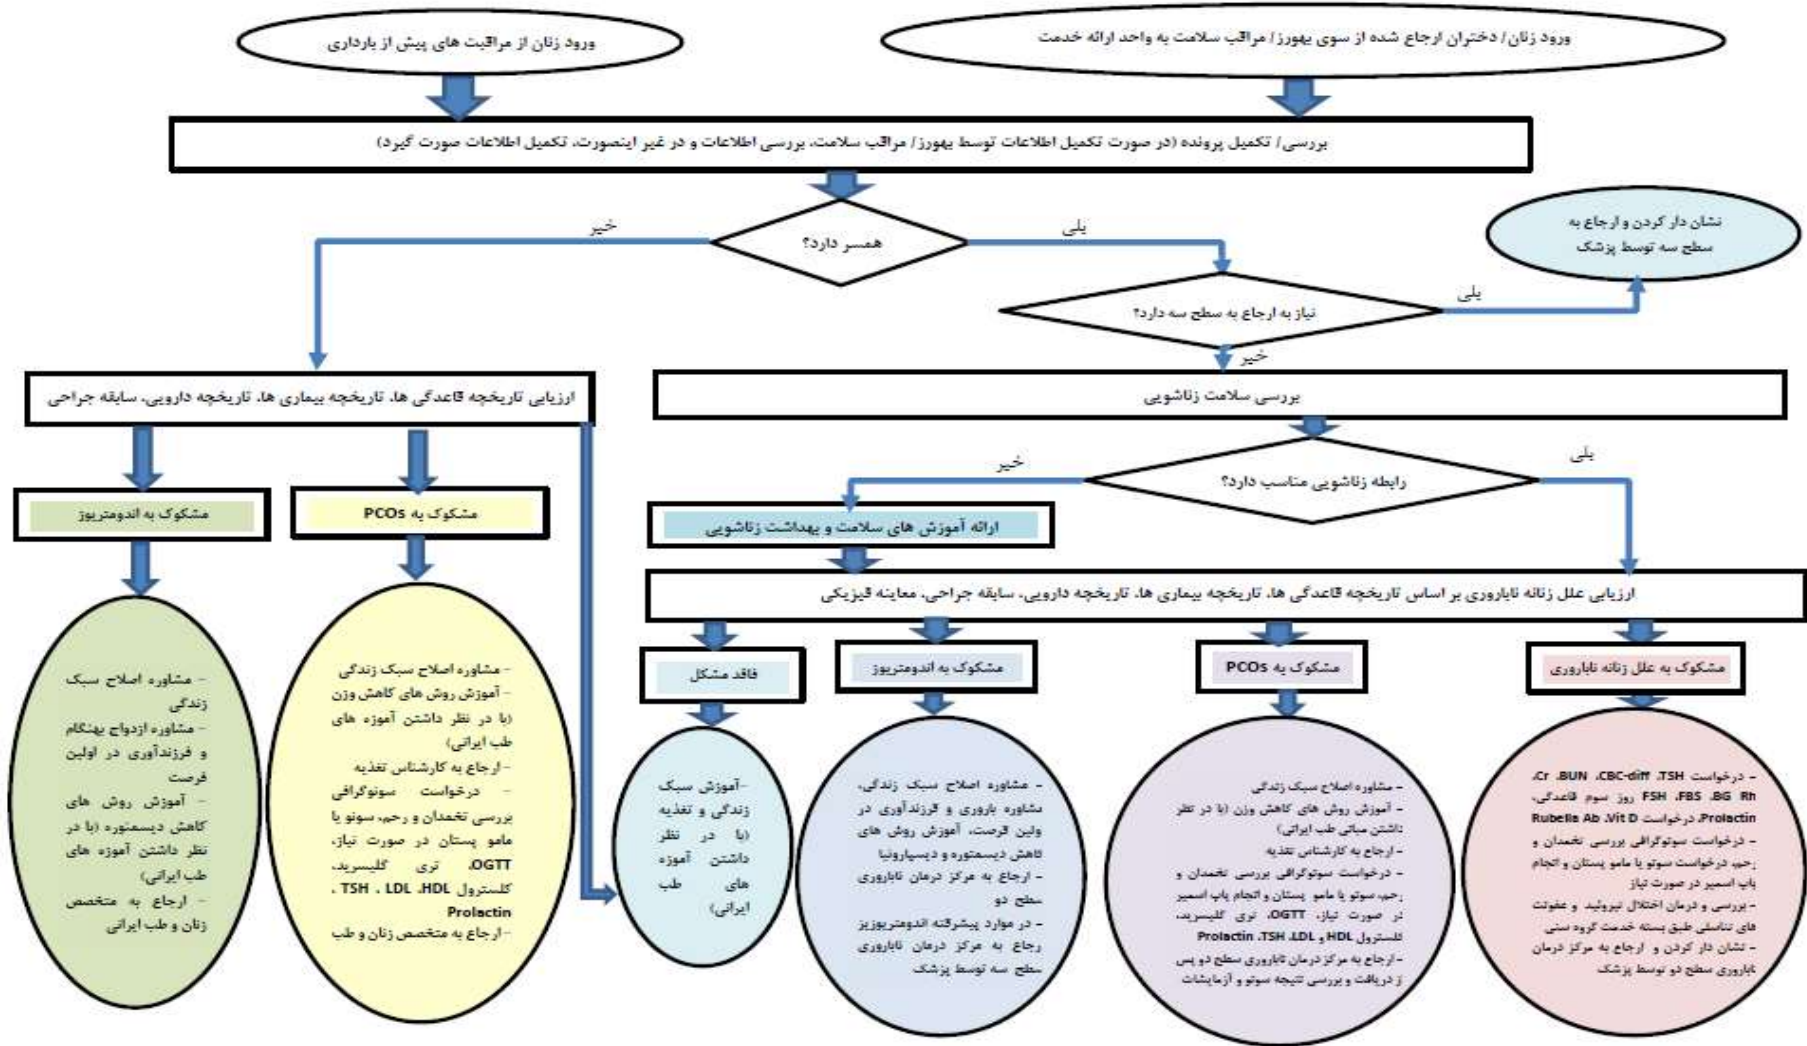 ورود زنان/ دختران ارجاع شده از سوی بهورز/ مراقب سلامت به واحد ارائه خدمت
ورود زنان از مراقبت های پیش از بارداری
بررسی/ تکمیل پرونده (در صورت تکمیل اطلاعات توسط بهورز/ مراقب سلامت، بررسی اطلاعات و در غیر اینصورت، تکمیل اطلاعات صورت گیرد)
همسر دارد؟
بلی
خیر
نشان دار کردن و ارجاع به
سطح سه توسط پزشک
نیاز به ارجاع به سطح سه دارد؟
بلی
خیر
بررسی سلامت زناشویی
ارزیابی تاریخچه قاعدگی ها، تاریخچه بیماری ها، تاریخچه دارویی، سابقه جراحی
رابطه زناشویی مناسب دارد؟
بلی
خیر
ارائه آموزش های سلامت و بهداشت زناشویی
مشکوک به PCOs
مشکوک به اندومتریوز
ارزیابی علل زنانه ناباروری بر اساس تاریخچه قاعدگی ها، تاریخچه بیماری ها، تاریخچه دارویی، سابقه جراحی، معاینه فیزیکی
مشکوک به علل زنانه ناباروری
مشکوک به PCOs
مشکوک به اندومتریوز
فاقد مشکل
- درخواست Cr ،BUN ،CBC-diff ،TSH،
FSH ،FBS ،BG Rh روز سوم قاعدگی،
Prolactin، درخواست Rubella Ab ،Vit D
- درخواست سونوگرافی بررسی تخمدان و
رحم، درخواست سونو یا مامو پستان و انجام
پاپ اسمیر در صورت نیاز
- بررسی و درمان اختلال تیروئید و عفونت
های تناسلی طبق بسته خدمت گروه سنی
- نشان دار کردن و ارجاع به مرکز درمان
ناباروری سطح دو توسط پزشک
- مشاوره اصلاح سبک زندگی
- آموزش روش های کاهش وزن (با در نظر
داشتن مبانی طب ایرانی)
- ارجاع به کارشناس تغذیه
- درخواست سونوگرافی بررسی تخمدان و
رحم، سونو یا مامو پستان و انجام پاپ اسمیر
در صورت نیاز، OGTT، تری گلیسرید،
کلسترول HDL و Prolactin ،TSH ،LDL
- ارجاع به مرکز درمان ناباروری سطح دو پس
از دریافت و بررسی نتیجه سونو و آزمایشات
- مشاوره اصلاح سبک زندگی،
مشاوره باروری و فرزندآوری در
اولین فرصت، آموزش روش های
کاهش دیسمنوره و دیسپارونیا
- ارجاع به مرکز درمان ناباروری
سطح دو
- در موارد پیشرفته اندومتریوزیز
ارجاع به مرکز درمان ناباروری
سطح سه توسط پزشک
-آموزش سبک
زندگی و تغذیه
(با در نظر
داشتن آموزه
های طب
ایرانی)
- مشاوره اصلاح سبک زندگی
- آموزش روش های کاهش وزن
(با در نظر داشتن آموزه های
طب ایرانی)
- ارجاع به کارشناس تغذیه
- درخواست سونوگرافی
بررسی تخمدان و رحم، سونو یا
مامو پستان در صورت نیاز،
OGTT، تری گلیسرید،
کلسترول HDL، LDL ، TSH ،
Prolactin
- ارجاع به متخصص زنان و طب
- مشاوره اصلاح سبک
زندگی
- مشاوره ازدواج بهنگام
و فرزندآوری در اولین
فرصت
- آموزش روش های
کاهش دیسمنوره (با در
نظر داشتن آموزه های
طب ایرانی)
- ارجاع به متخصص
زنان و طب ایرانی